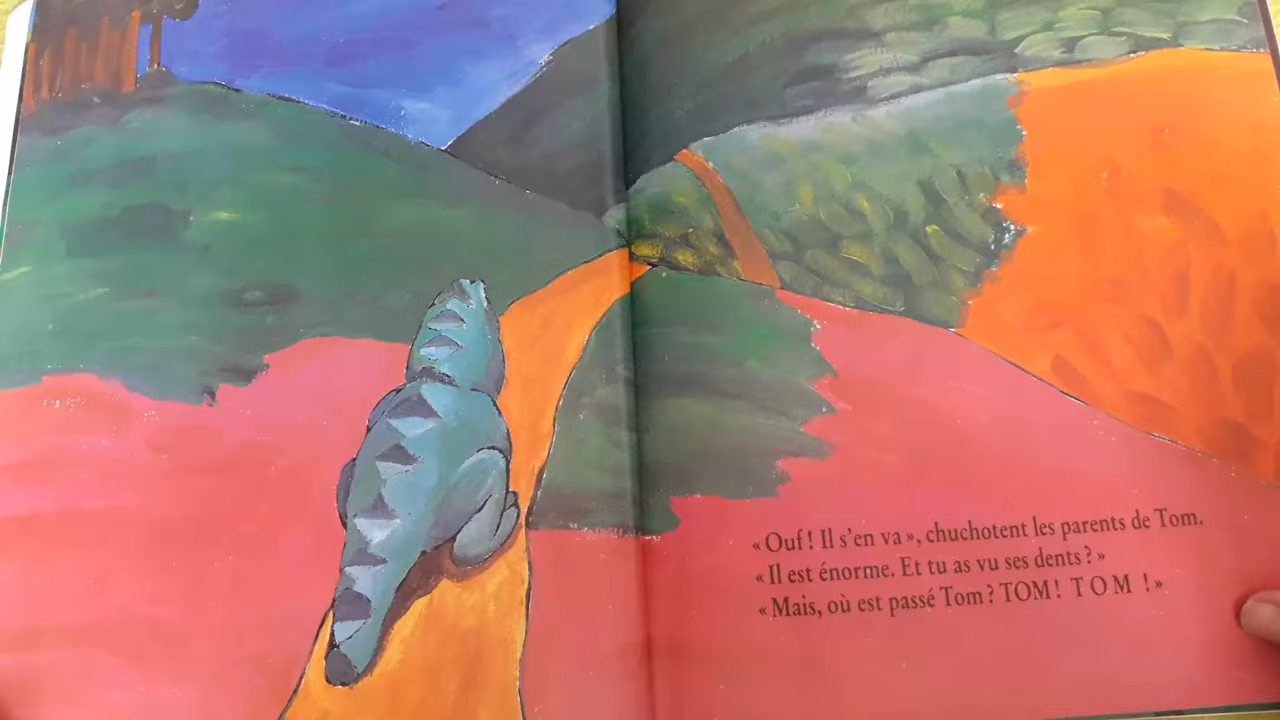 « Ouf ! Il s'en va », chuchotent les parents de Tom.
« Il est énorme. Et tu as vu ses dents ? »
« Mais, où est passé Tom ? TOM ! T O M ! »